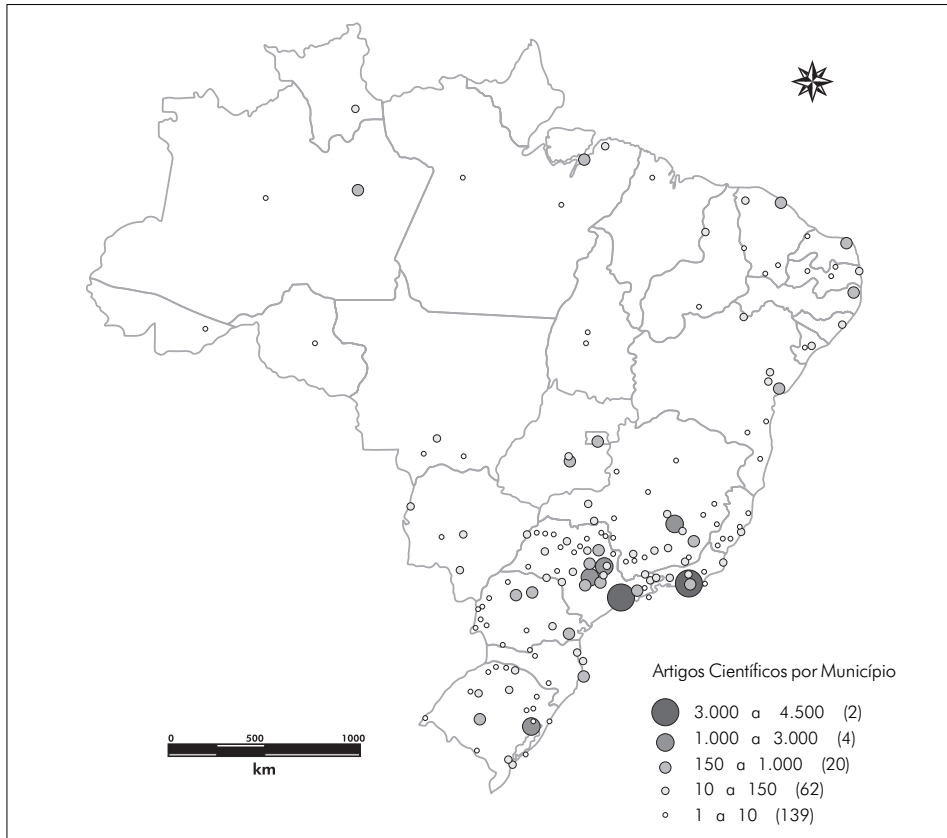 Artigos Científicos por Município
3.000 a 4.500 (2)
1.000 a 3.000 (4)
150 a 1.000 (20)
10 a 150 (62)
1 a 10 (139)
0 500 1000
km